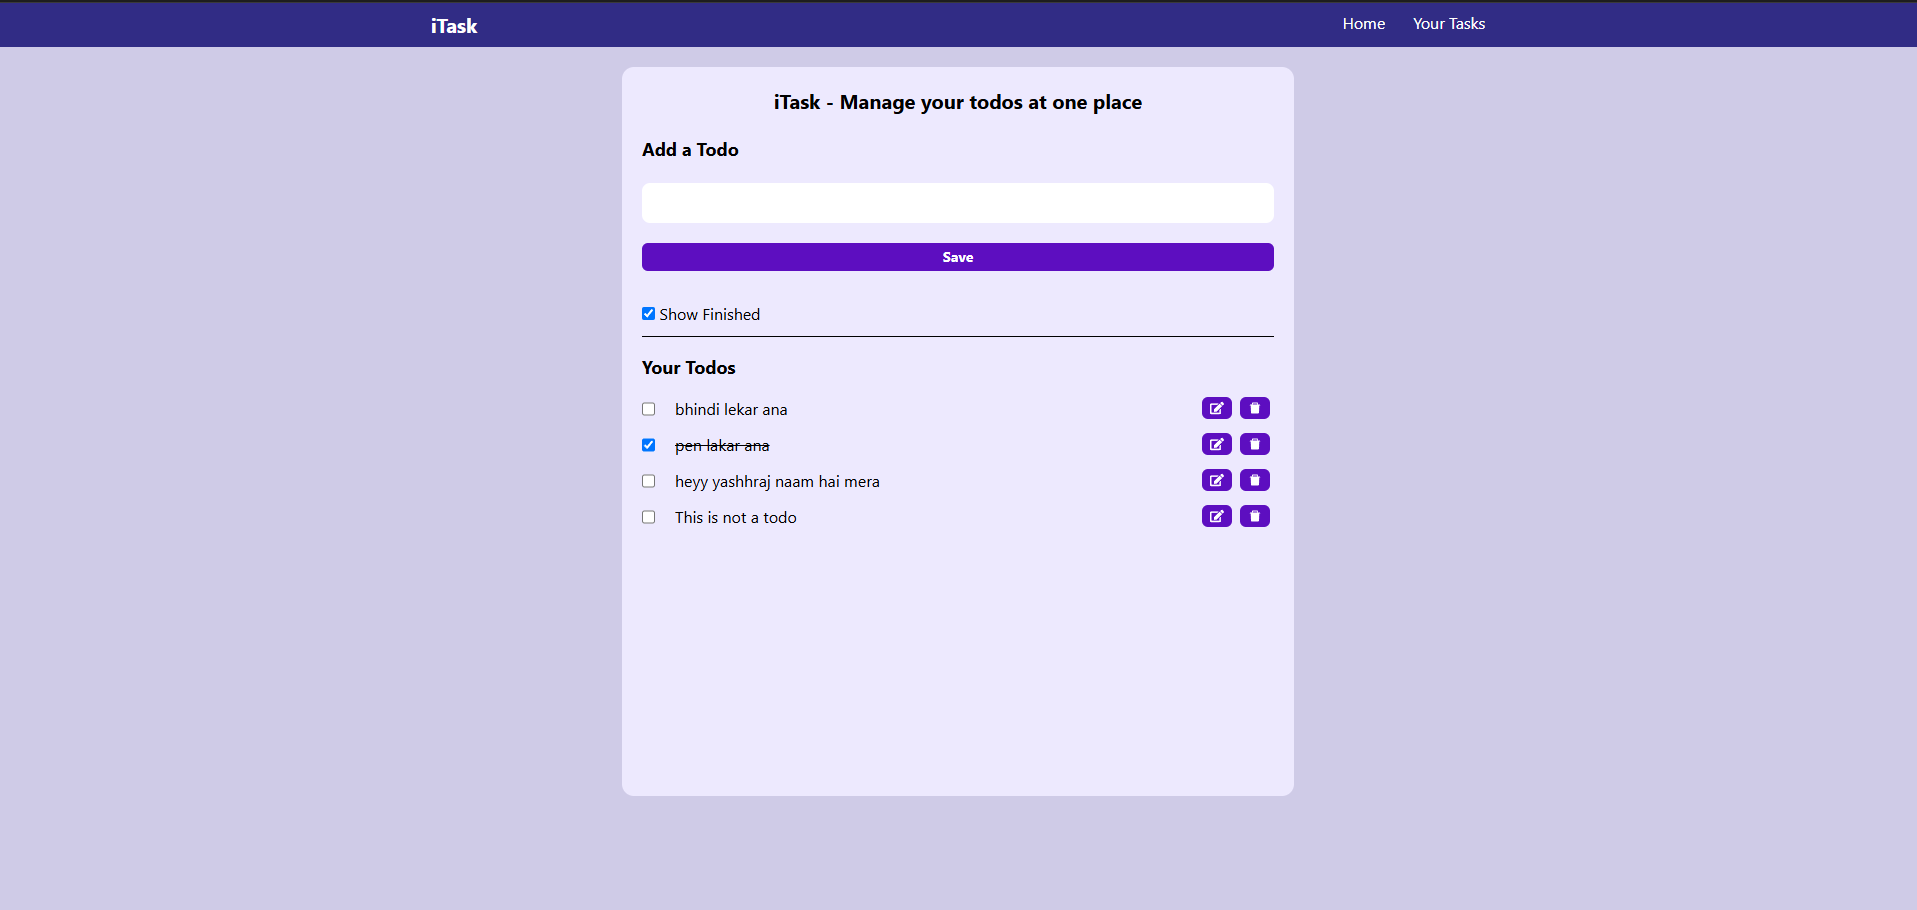 iTask
Home
Your Tasks
iTask - Manage your todos at one place
Add a Todo
Save
Show Finished
Your Todos
bhindi lekar ana
pen lakar ana
heyy yashhraj naam hai mera
This is not a todo